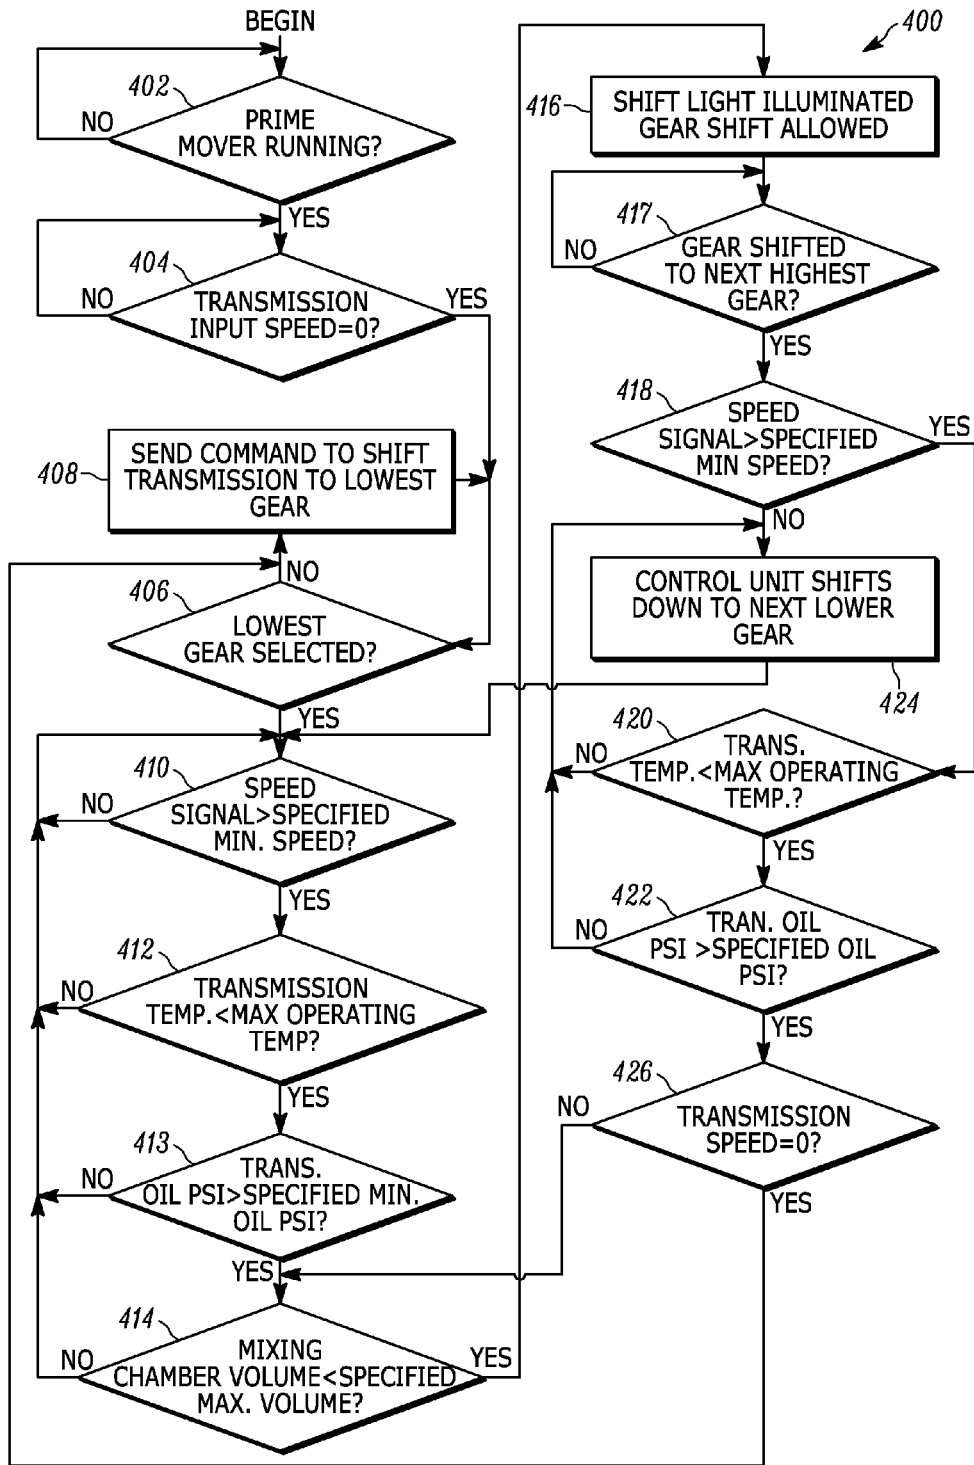 BEGIN
402
PRIME
MOVER RUNNING?
NO
YES
404
TRANSMISSION
INPUT SPEED=0?
NO
YES
408
SEND COMMAND TO SHIFT
TRANSMISSION TO LOWEST
GEAR
NO
406
LOWEST
GEAR SELECTED?
YES
410
SPEED
SIGNAL>SPECIFIED
MIN. SPEED?
NO
YES
412
TRANSMISSION
TEMP.<MAX OPERATING
TEMP?
NO
YES
413
TRANS.
OIL PSI>SPECIFIED MIN.
OIL PSI?
NO
YES
414
MIXING
CHAMBER VOLUME<SPECIFIED
MAX. VOLUME?
NO
YES
400
416
SHIFT LIGHT ILLUMINATED
GEAR SHIFT ALLOWED
417
GEAR SHIFTED
TO NEXT HIGHEST
GEAR?
NO
YES
418
SPEED
SIGNAL>SPECIFIED
MIN SPEED?
YES
NO
CONTROL UNIT SHIFTS
DOWN TO NEXT LOWER
GEAR
424
420
TRANS.
TEMP.<MAX OPERATING
TEMP.?
NO
YES
422
TRAN. OIL
PSI >SPECIFIED OIL
PSI?
NO
YES
426
TRANSMISSION
SPEED=0?
NO
YES